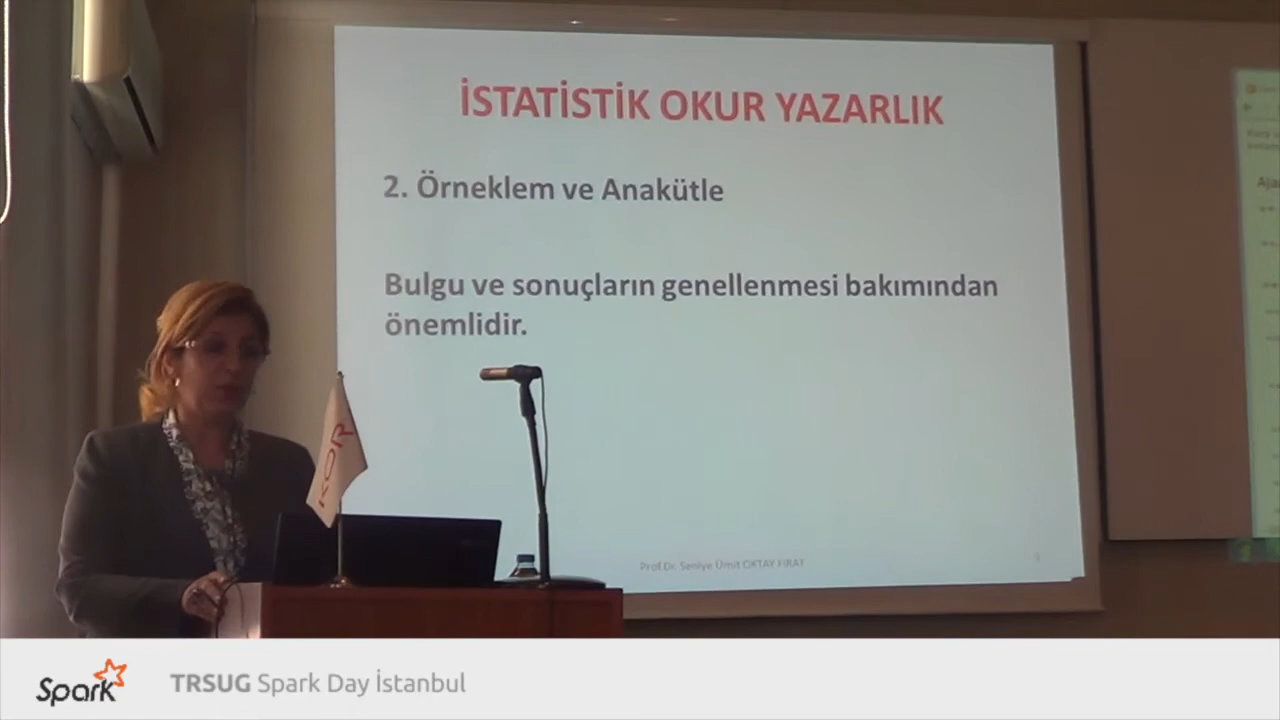 İSTATİSTİK OKUR YAZARLIK
2. Örneklem ve Anakütle
Bulgu ve sonuçların genellenmesi bakımından
önemlidir.
Prof.Dr. Seniye Ümit OKTAY FIRAT
Spark
TRSUG Spark Day İstanbul